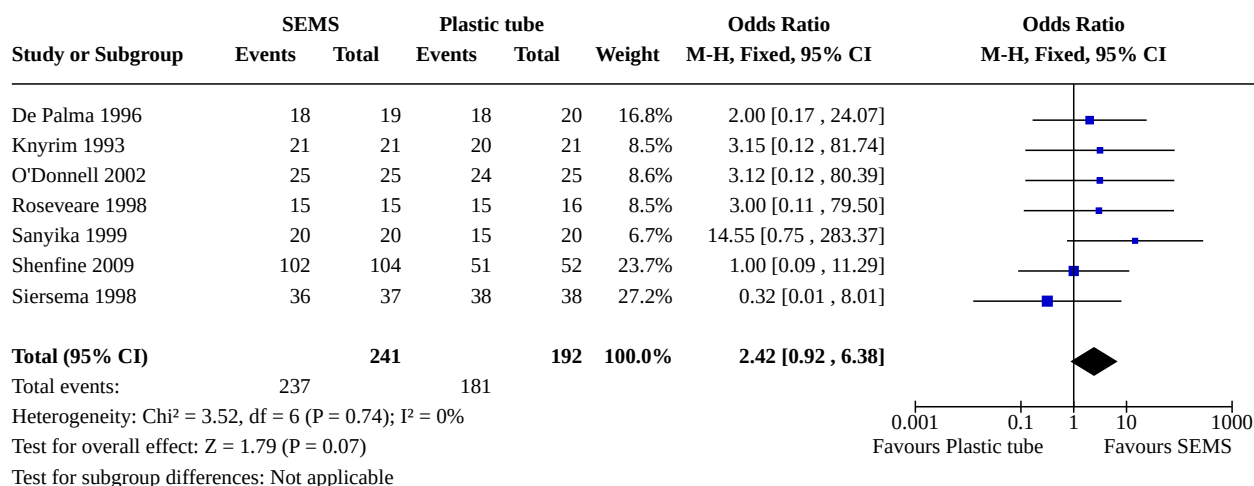 SEMS Plastic tube Odds Ratio Odds Ratio
Study or Subgroup Events Total Events Total Weight M-H, Fixed, 95% CI M-H, Fixed, 95% CI
De Palma 1996 18 19 18 20 16.8% 2.00 [0.17 , 24.07]
Knyrim 1993 21 21 20 21 8.5% 3.15 [0.12 , 81.74]
O'Donnell 2002 25 25 24 25 8.6% 3.12 [0.12 , 80.39]
Roseveare 1998 15 15 15 16 8.5% 3.00 [0.11 , 79.50]
Sanyika 1999 20 20 15 20 6.7% 14.55 [0.75 , 283.37]
Shenfine 2009 102 104 51 52 23.7% 1.00 [0.09 , 11.29]
Siersema 1998 36 37 38 38 27.2% 0.32 [0.01 , 8.01]
Total (95% CI) 241 192 100.0% 2.42 [0.92 , 6.38]
Total events: 237 181
Heterogeneity: Chi² = 3.52, df = 6 (P = 0.74); I² = 0%
Test for overall effect: Z = 1.79 (P = 0.07)
Test for subgroup differences: Not applicable
0.001 0.1 1 10 1000
Favours Plastic tube Favours SEMS